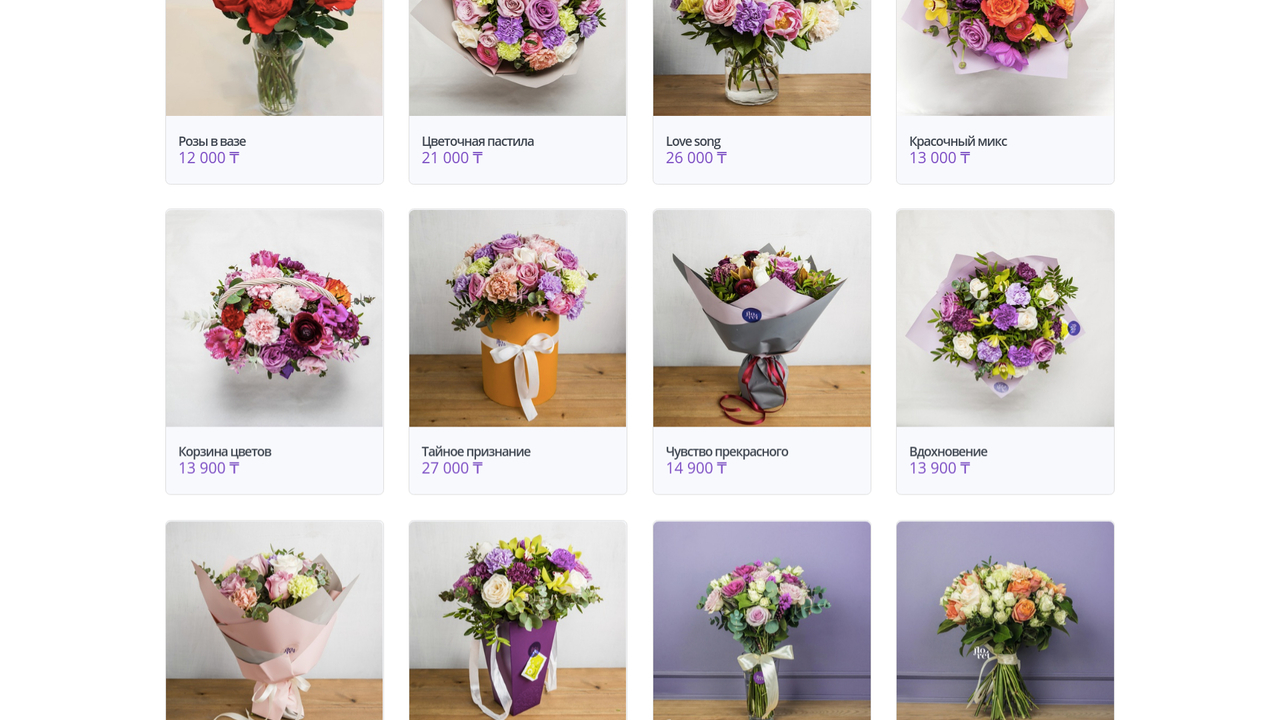 Розы в вазе
12 000 ₸
Цветочная пастила
21 000 ₸
Love song
26 000 ₸
Красочный микс
13 000 ₸
Корзина цветов
13 900 ₸
Тайное признание
27 000 ₸
Чувство прекрасного
14 900 ₸
Вдохновение
13 900 ₸